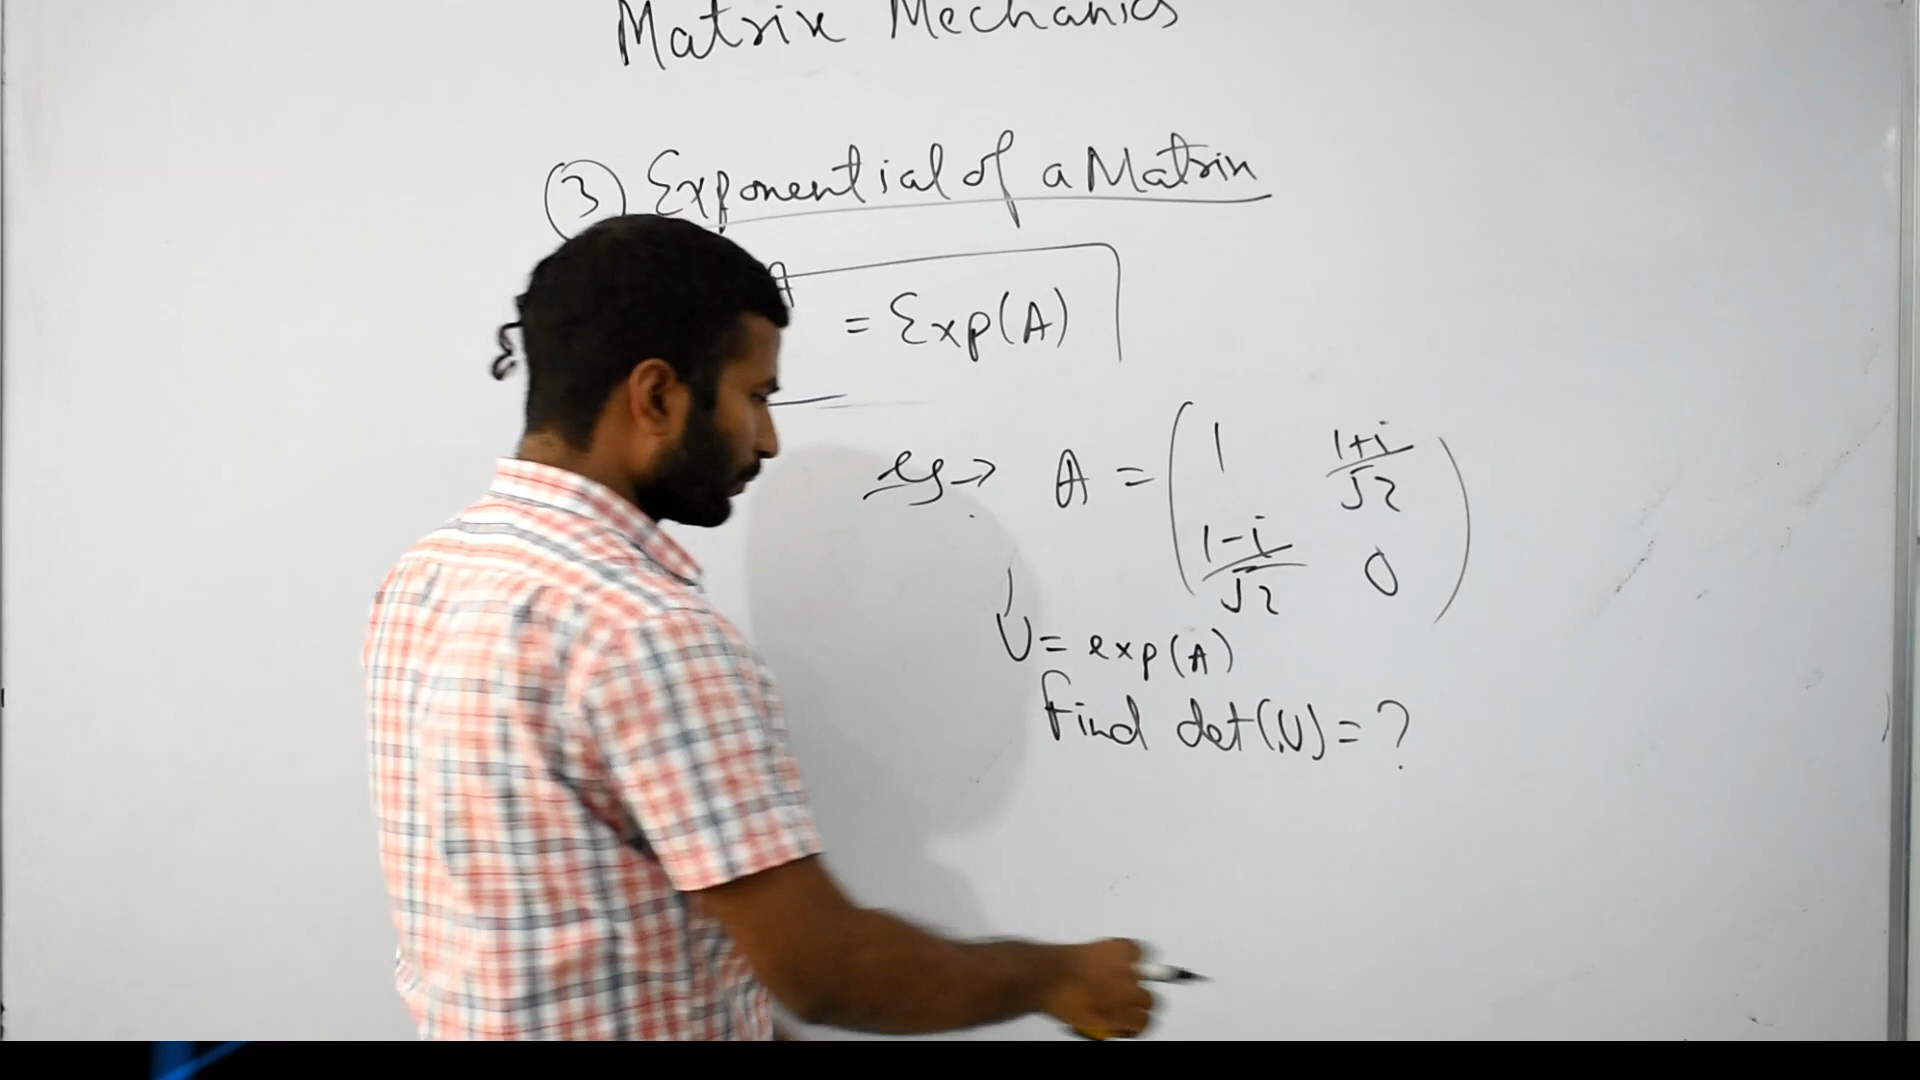 Matrix Mechanics
③ Exponential of a Matrix
A = Exp(A)
eg→ A = (1 1+i/√2
1-i/√2 0)
U = exp(A)
Find det(U) = ?